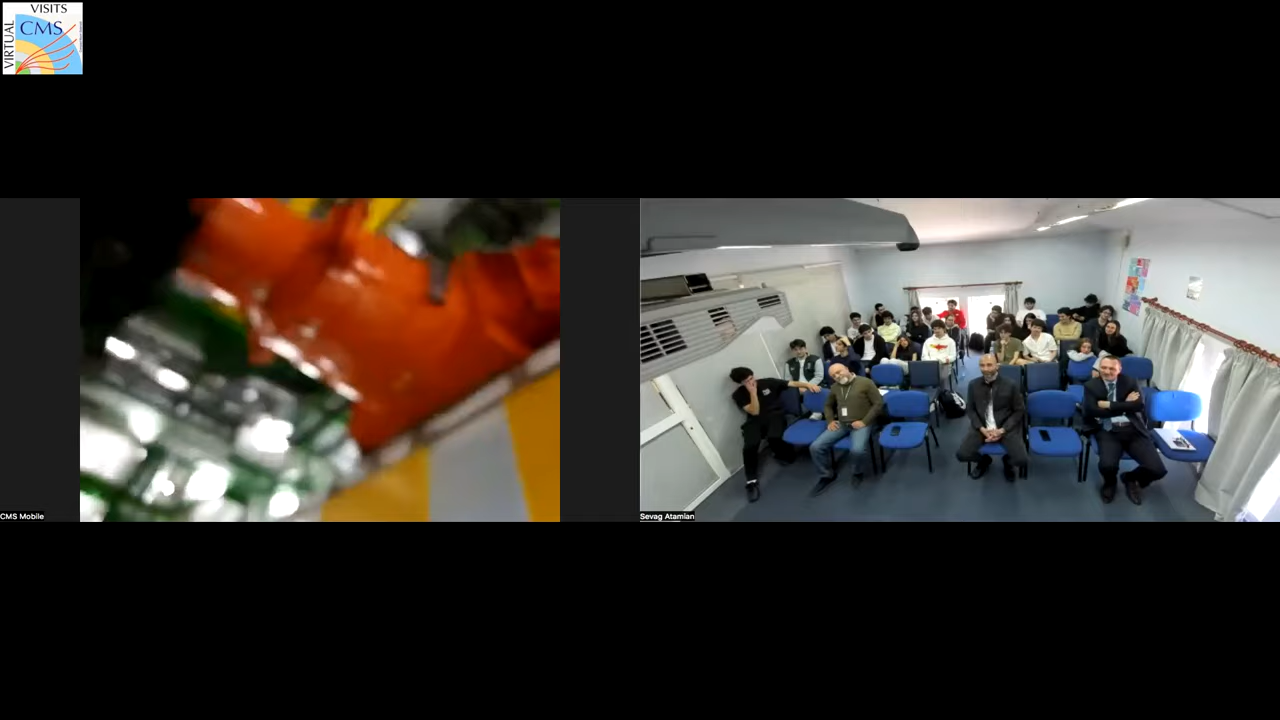 VISITS
CMS
VIRTUAL
CMS Mobile
Sevag Atamian